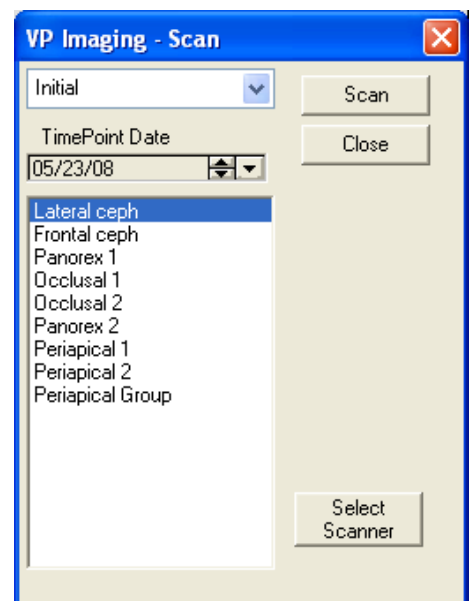 VP Imaging - Scan
Initial
Scan
TimePoint Date
Close
05/23/08
Lateral ceph
Frontal ceph
Panorex 1
Occlusal 1
Occlusal 2
Panorex 2
Periapical 1
Periapical 2
Periapical Group
Select
Scanner